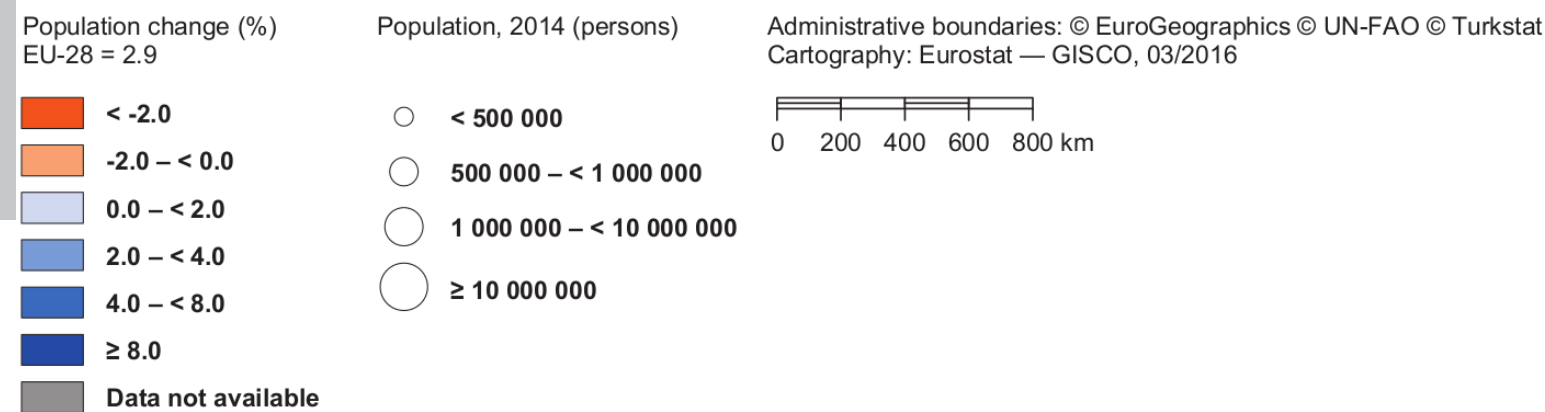 Population change (%)
EU-28 = 2.9
< -2.0
-2.0 – < 0.0
0.0 – < 2.0
2.0 – < 4.0
4.0 – < 8.0
≥ 8.0
Data not available
Population, 2014 (persons)
< 500 000
500 000 – < 1 000 000
1 000 000 – < 10 000 000
≥ 10 000 000
Administrative boundaries: © EuroGeographics © UN-FAO © Turkstat
Cartography: Eurostat — GISCO, 03/2016
0 200 400 600 800 km